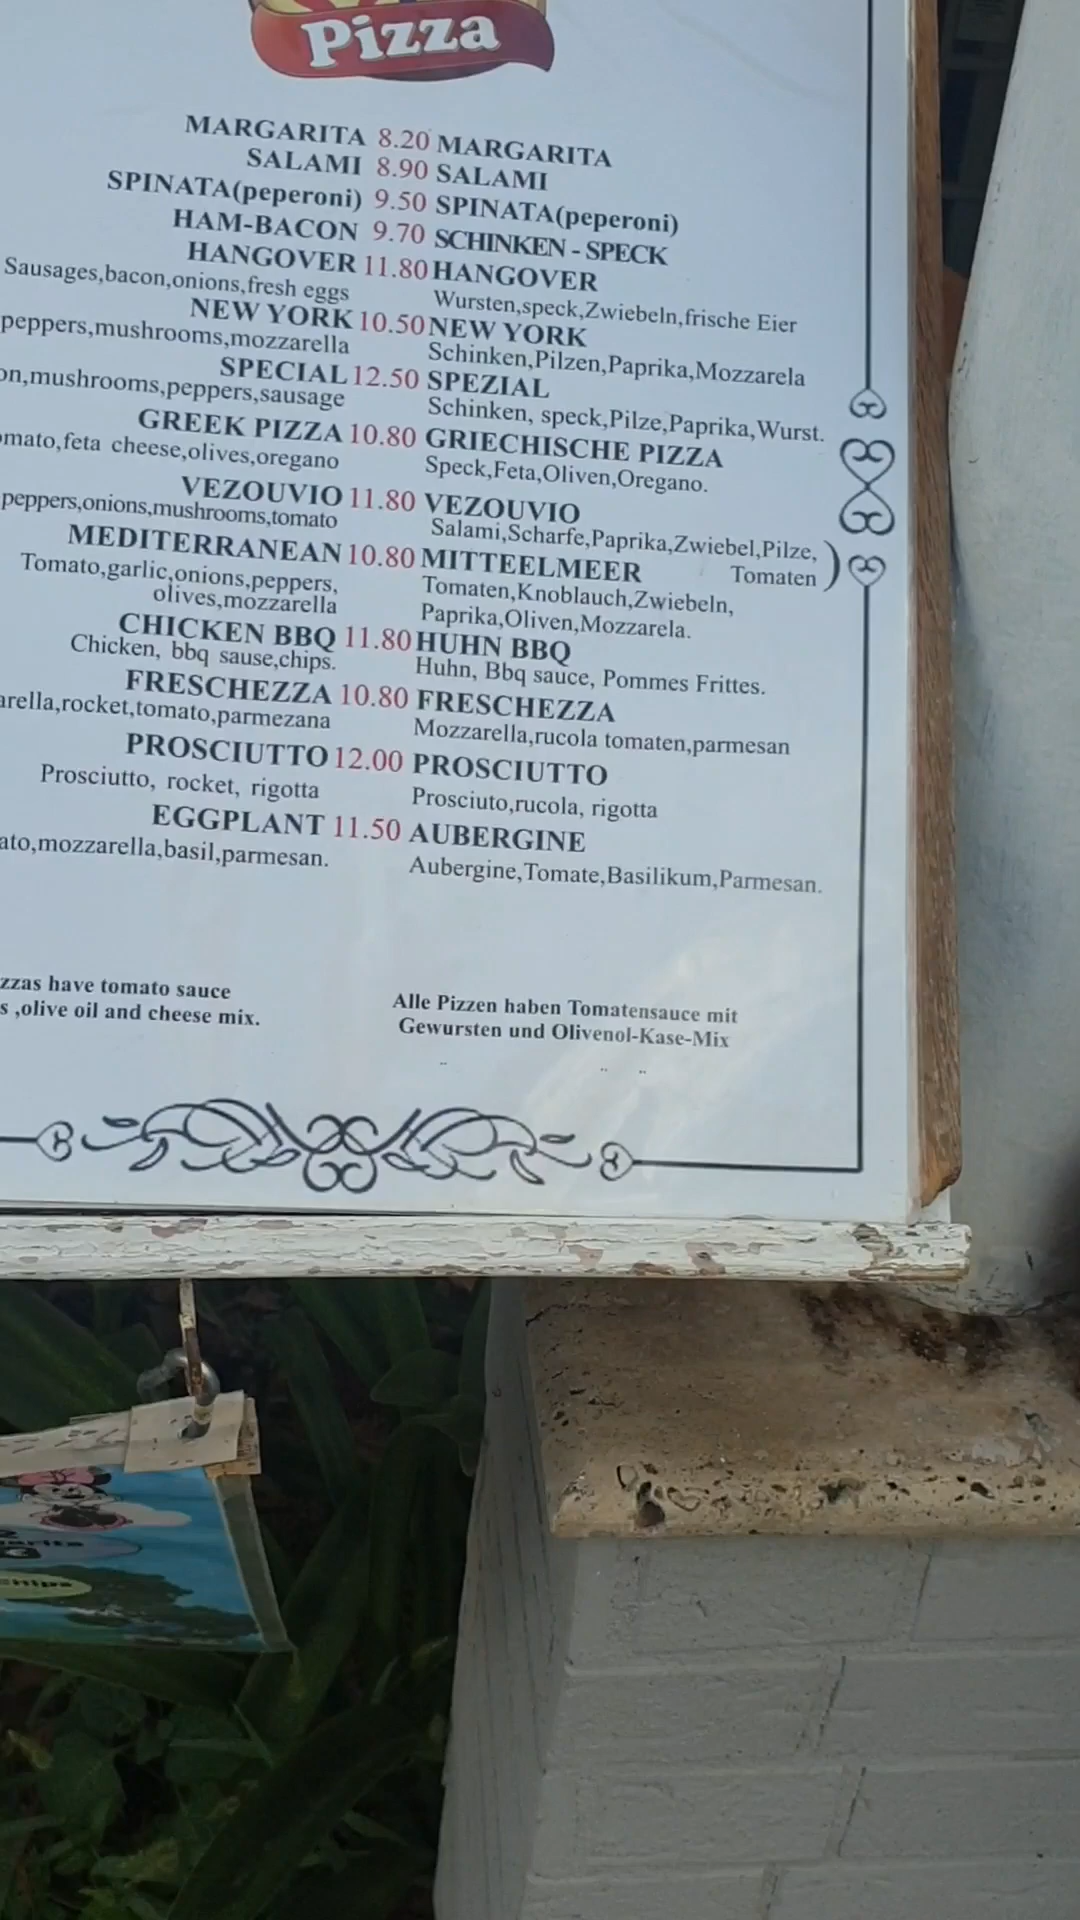 Pizza
MARGARITA 8.20 MARGARITA
SALAMI 8.90 SALAMI
SPINATA(peperoni) 9.50 SPINATA(peperoni)
HAM-BACON 9.70 SCHINKEN - SPECK
HANGOVER 11.80 HANGOVER
Sausages,bacon,onions,fresh eggs Wursten,speck,Zwiebeln,frische Eier
NEW YORK 10.50 NEW YORK
peppers,mushrooms,mozzarella Schinken,Pilzen,Paprika,Mozzarela
SPECIAL 12.50 SPEZIAL
on,mushrooms,peppers,sausage Schinken, speck,Pilze,Paprika,Wurst.
GREEK PIZZA 10.80 GRIECHISCHE PIZZA
omato,feta cheese,olives,oregano Speck,Feta,Oliven,Oregano.
VEZOUVIO 11.80 VEZOUVIO
peppers,onions,mushrooms,tomato Salami,Scharfe,Paprika,Zwiebel,Pilze,
Tomaten )
MEDITERRANEAN 10.80 MITTEELMEER
Tomato,garlic,onions,peppers, Tomaten,Knoblauch,Zwiebeln,
olives,mozzarella Paprika,Oliven,Mozzarela.
CHICKEN BBQ 11.80 HUHN BBQ
Chicken, bbq sause,chips. Huhn, Bbq sauce, Pommes Frittes.
FRESCHEZZA 10.80 FRESCHEZZA
arella,rocket,tomato,parmezana Mozzarella,rucola tomaten,parmesan
PROSCIUTTO 12.00 PROSCIUTTO
Prosciutto, rocket, rigotta Prosciuto,rucola, rigotta
EGGPLANT 11.50 AUBERGINE
ato,mozzarella,basil,parmesan. Aubergine,Tomate,Basilikum,Parmesan.
zzas have tomato sauce Alle Pizzen haben Tomatensauce mit
s ,olive oil and cheese mix. Gewursten und Olivenol-Kase-Mix